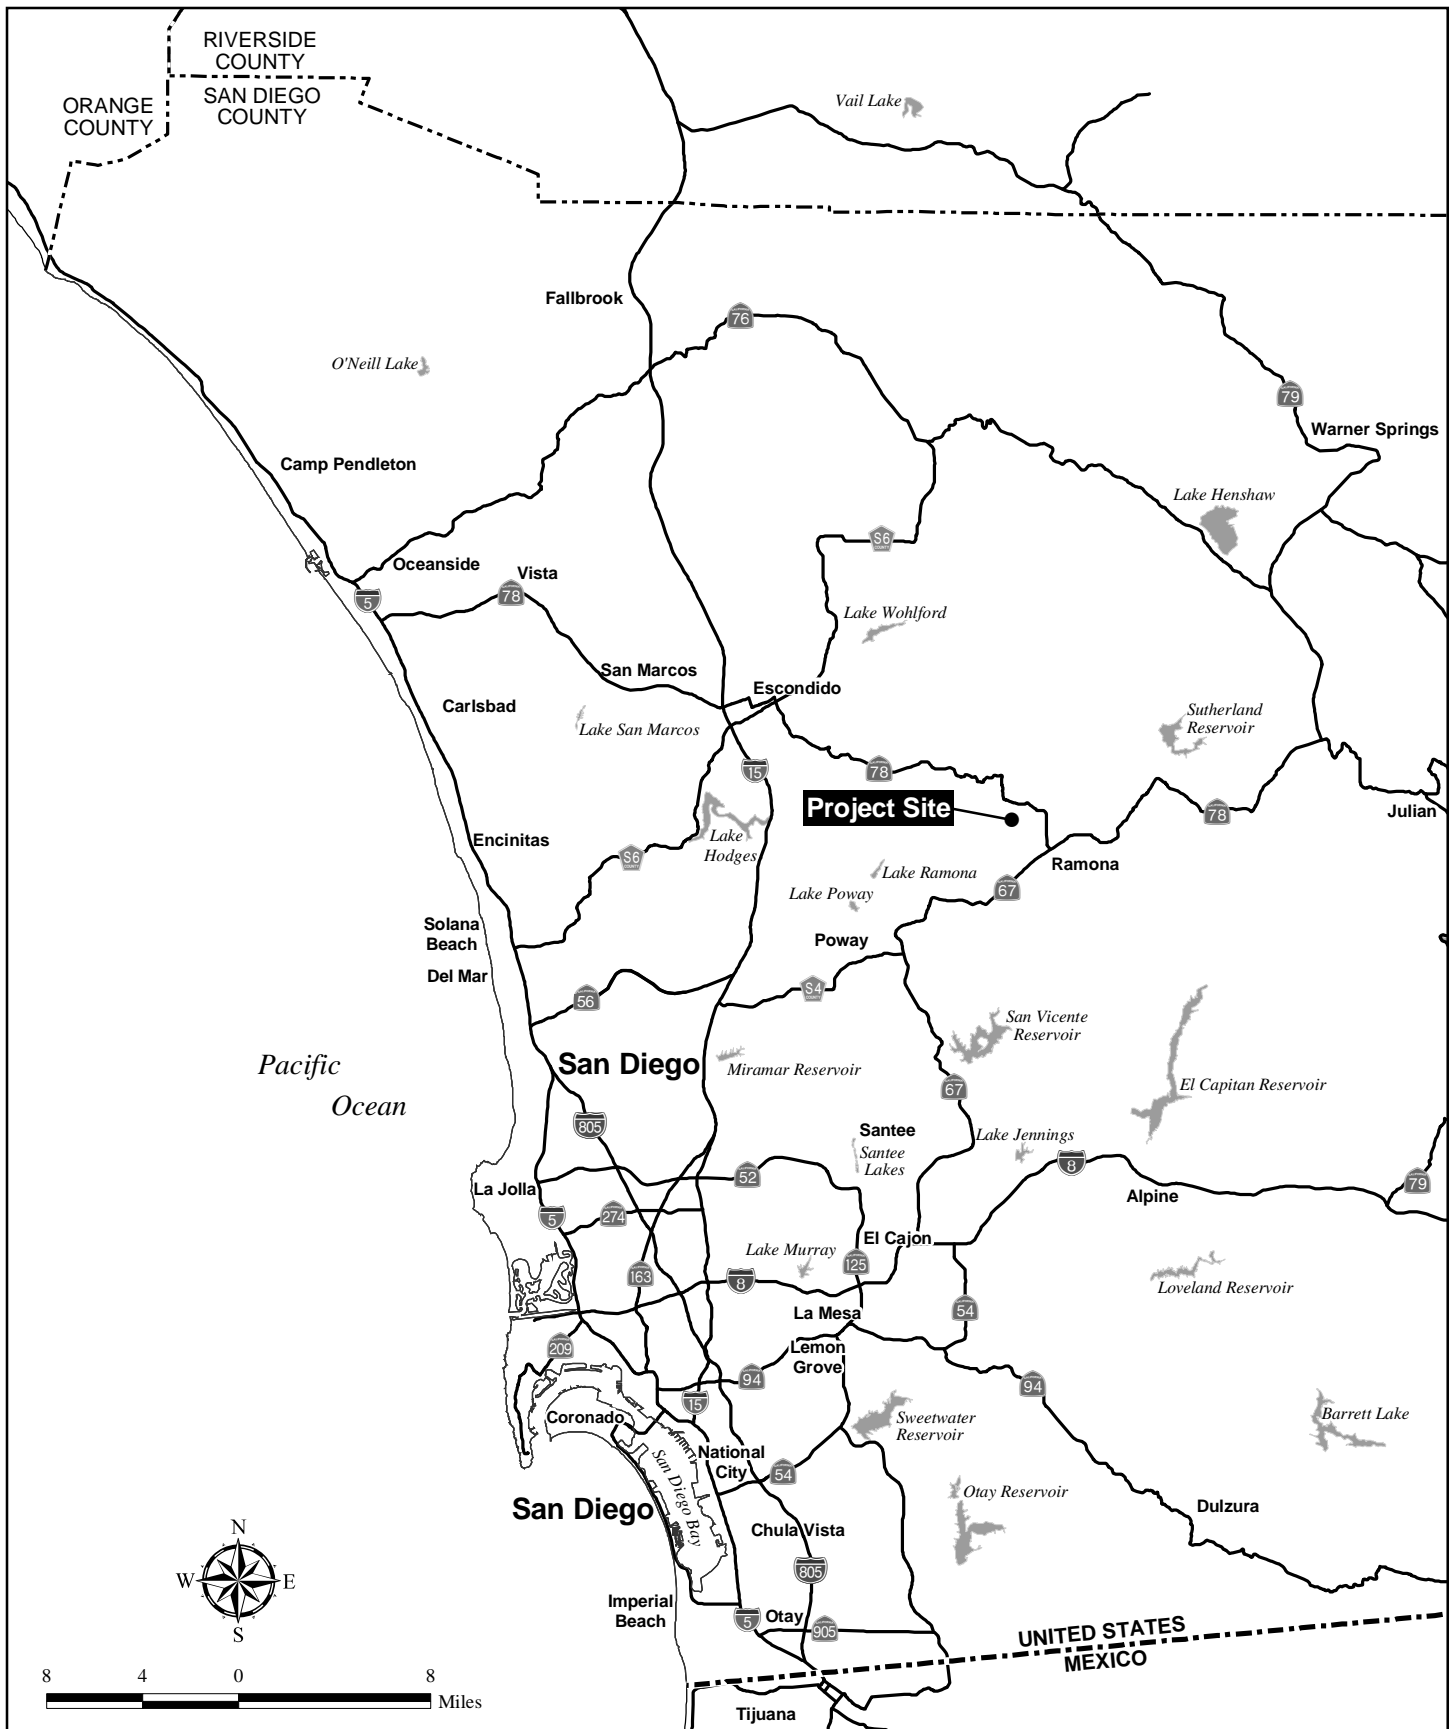 RIVERSIDE
COUNTY
ORANGE
COUNTY
SAN DIEGO
COUNTY
Vail Lake
Fallbrook
76
O'Neill Lake
79
Warner Springs
Camp Pendleton
Lake Henshaw
S6
COUNTY
Oceanside
Vista
5
78
Lake Wohlford
San Marcos
Escondido
Carlsbad
Lake San Marcos
Sutherland
Reservoir
15
78
Project Site
78
Julian
Encinitas
Lake
Hodges
S6
COUNTY
Lake Ramona
Ramona
Lake Poway
67
Solana
Beach
Poway
Del Mar
56
S4
COUNTY
San Vicente
Reservoir
Pacific
Ocean
San Diego
Miramar Reservoir
67
El Capitan Reservoir
805
Santee
Santee
Lakes
Lake Jennings
8
52
79
La Jolla
Alpine
5
274
El Cajon
Lake Murray
163
8
125
Loveland Reservoir
La Mesa
54
209
Lemon
Grove
94
94
15
Coronado
Sweetwater
Reservoir
Barrett Lake
National
City
54
San Diego Bay
Otay Reservoir
San Diego
Dulzura
Chula Vista
805
N
W
E
S
Imperial
Beach
5
Otay
905
UNITED STATES
MEXICO
8
4
0
8
Miles
Tijuana